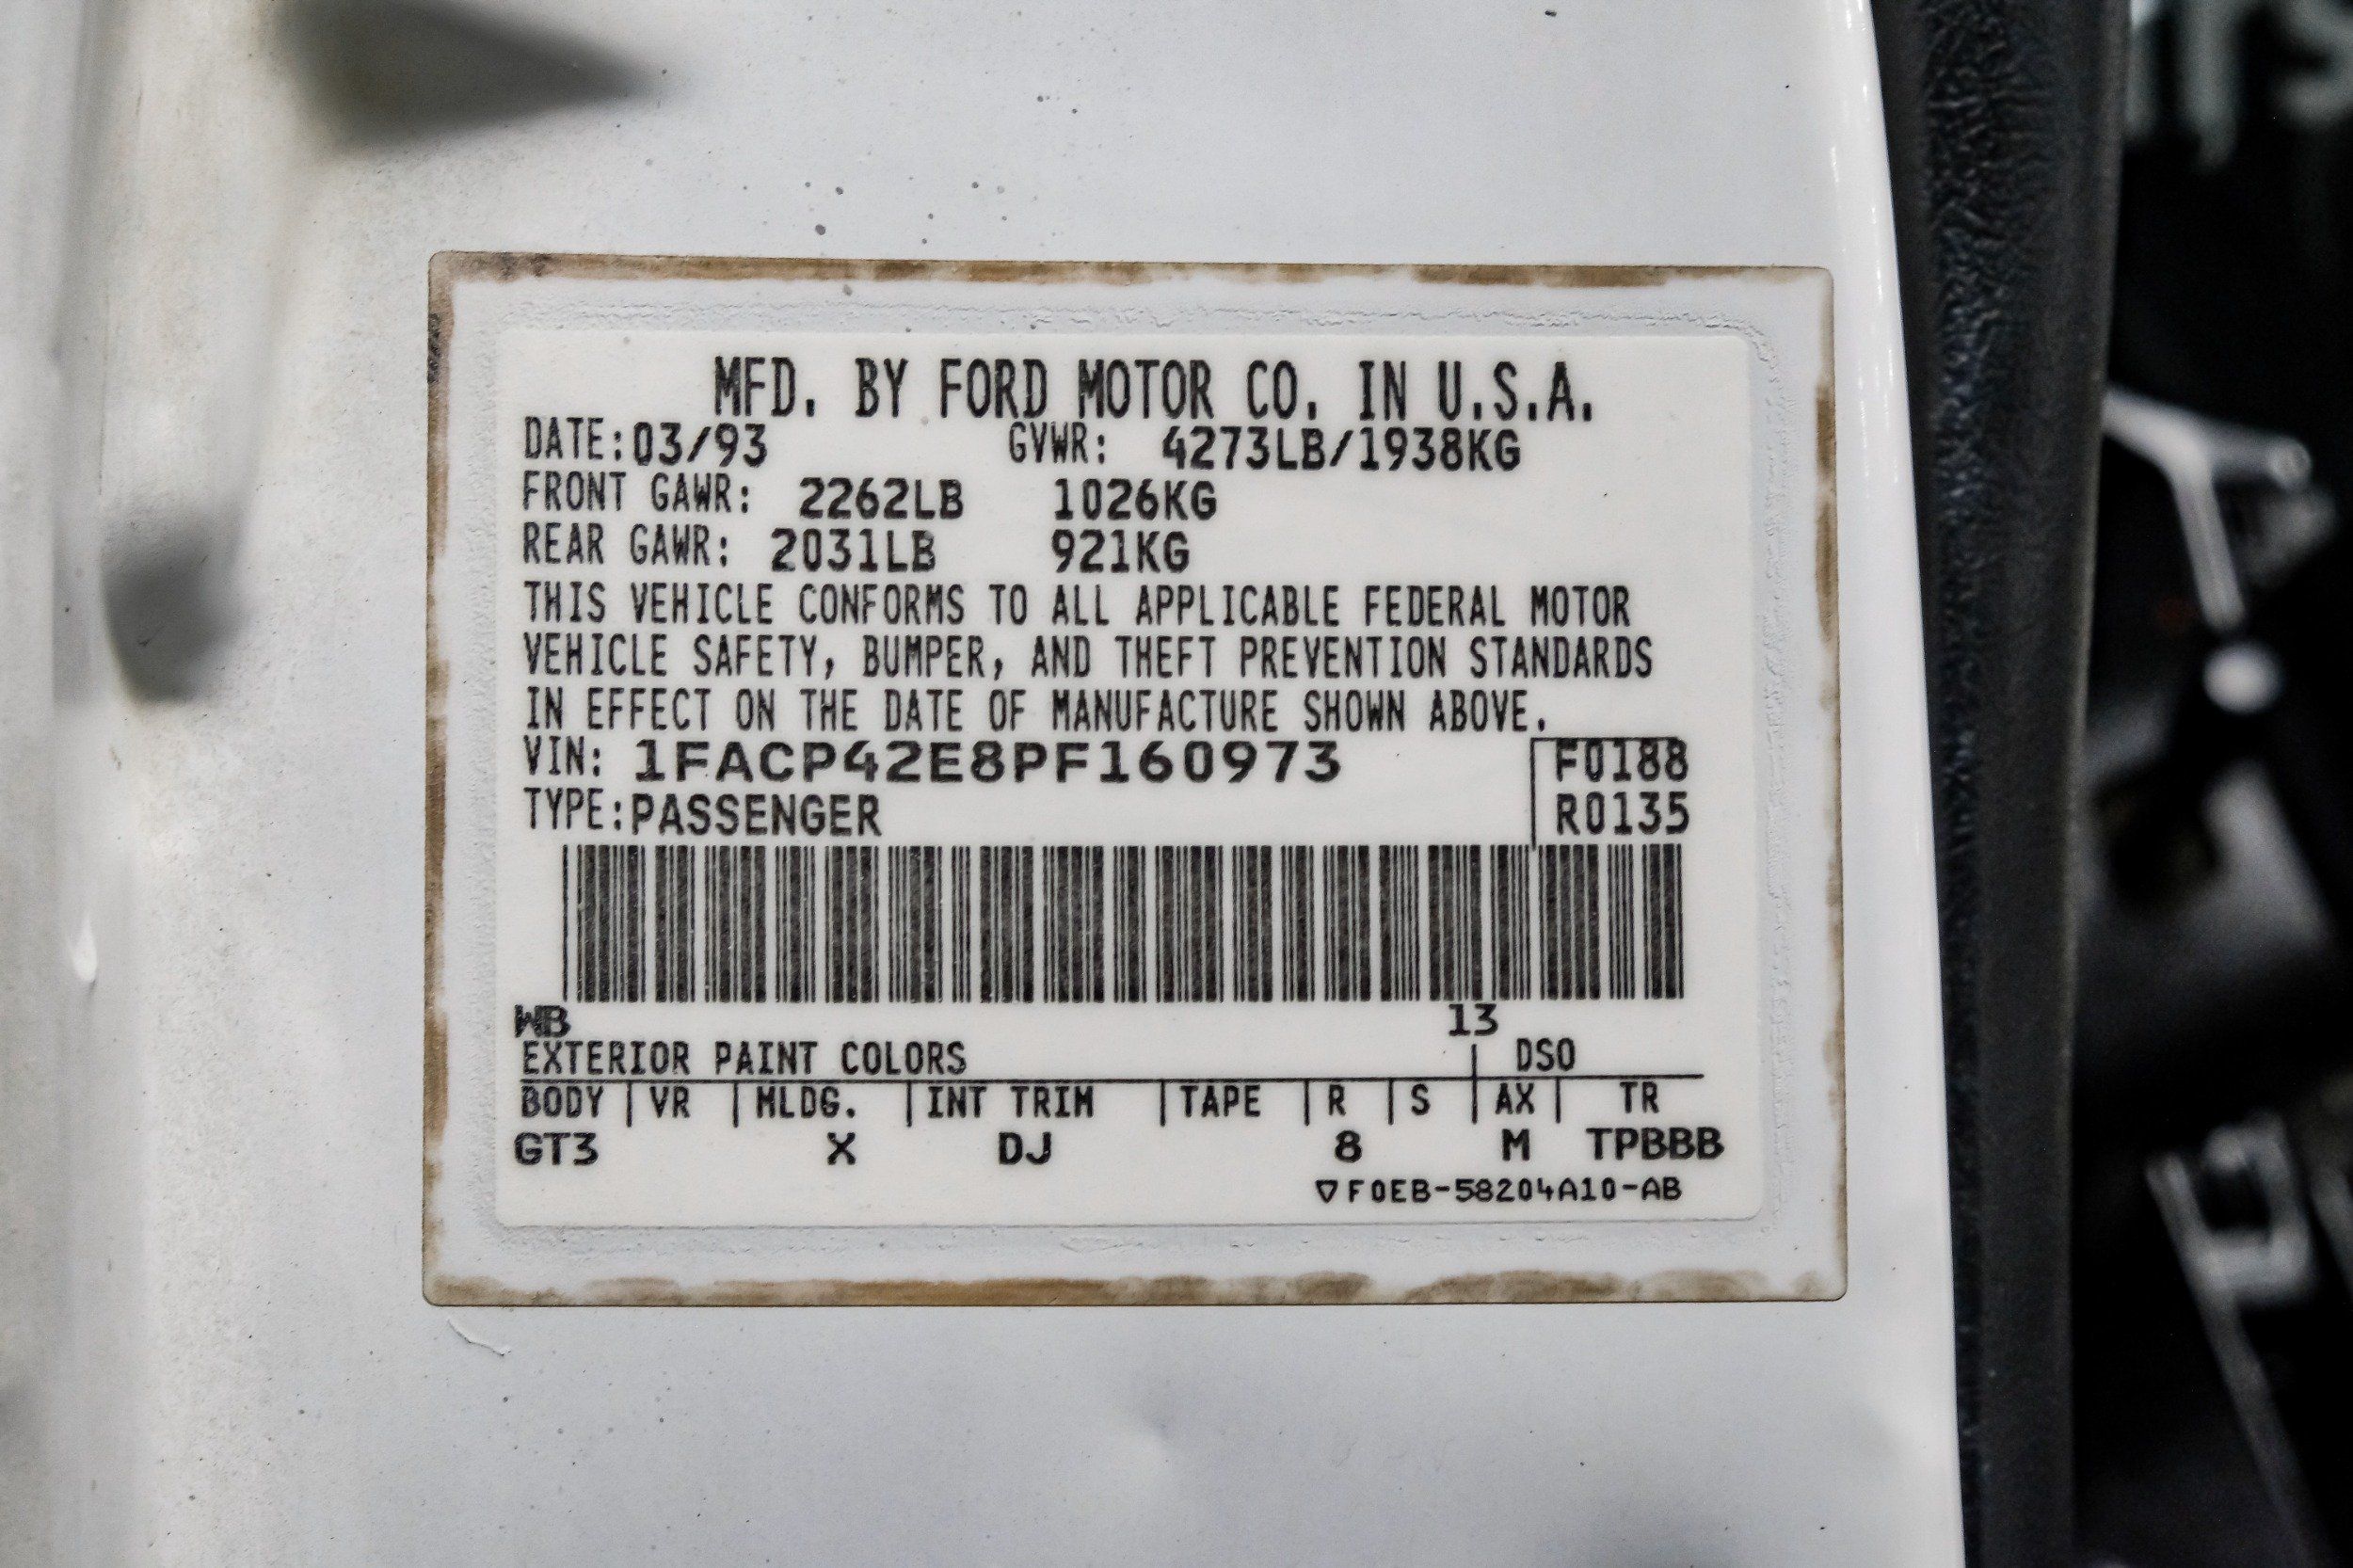 MFD. BY FORD MOTOR CO. IN U.S.A.
DATE:03/93 GVWR: 4273LB/1938KG
FRONT GAWR: 2262LB 1026KG
REAR GAWR: 2031LB 921KG
THIS VEHICLE CONFORMS TO ALL APPLICABLE FEDERAL MOTOR
VEHICLE SAFETY, BUMPER, AND THEFT PREVENTION STANDARDS
IN EFFECT ON THE DATE OF MANUFACTURE SHOWN ABOVE.
VIN: 1FACP42E8PF160973 F0188
TYPE:PASSENGER R0135
WB 13
EXTERIOR PAINT COLORS DSO
BODY VR MLDG. INT TRIM TAPE R S AX TR
GT3 X DJ 8 M TPBBB
▽F0EB-58204A10-AB